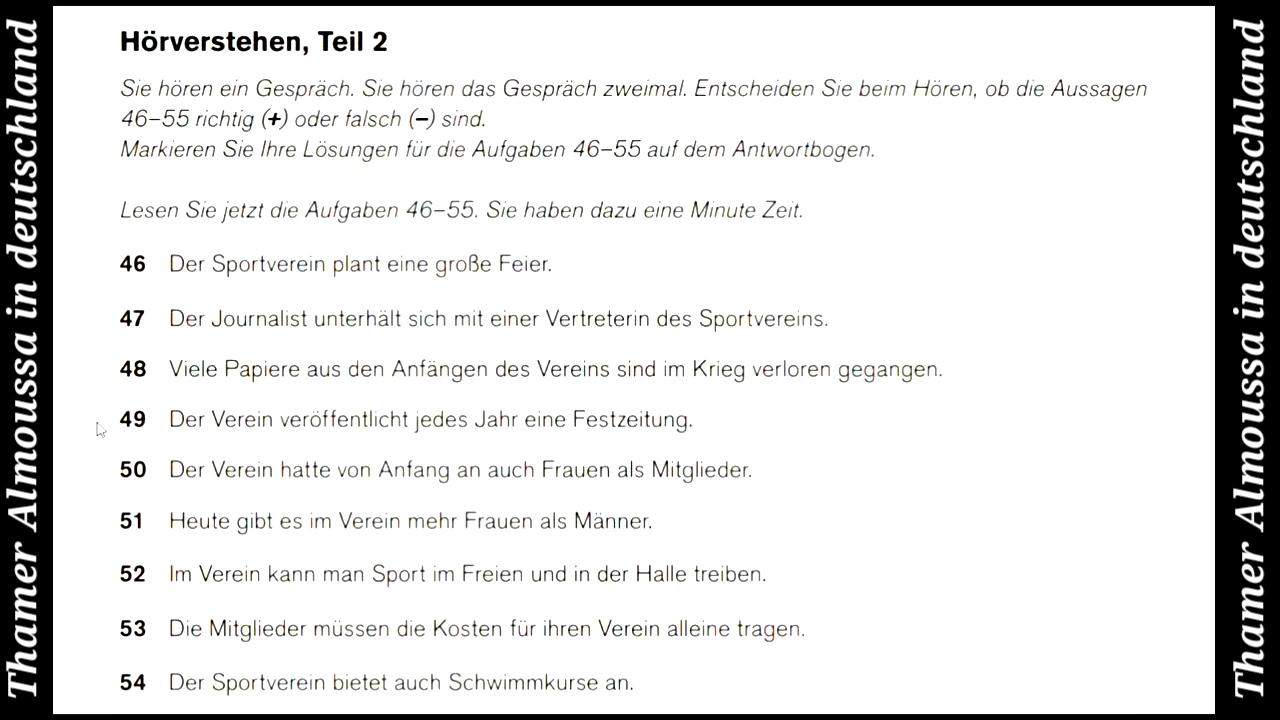 Thamer Almoussa in deutschland
Hörverstehen, Teil 2
Sie hören ein Gespräch. Sie hören das Gespräch zweimal. Entscheiden Sie beim Hören, ob die Aussagen
46–55 richtig (+) oder falsch (–) sind.
Markieren Sie Ihre Lösungen für die Aufgaben 46–55 auf dem Antwortbogen.
Lesen Sie jetzt die Aufgaben 46–55. Sie haben dazu eine Minute Zeit.
46 Der Sportverein plant eine große Feier.
47 Der Journalist unterhält sich mit einer Vertreterin des Sportvereins.
48 Viele Papiere aus den Anfängen des Vereins sind im Krieg verloren gegangen.
49 Der Verein veröffentlicht jedes Jahr eine Festzeitung.
50 Der Verein hatte von Anfang an auch Frauen als Mitglieder.
51 Heute gibt es im Verein mehr Frauen als Männer.
52 Im Verein kann man Sport im Freien und in der Halle treiben.
53 Die Mitglieder müssen die Kosten für ihren Verein alleine tragen.
54 Der Sportverein bietet auch Schwimmkurse an.
Thamer Almoussa in deutschland